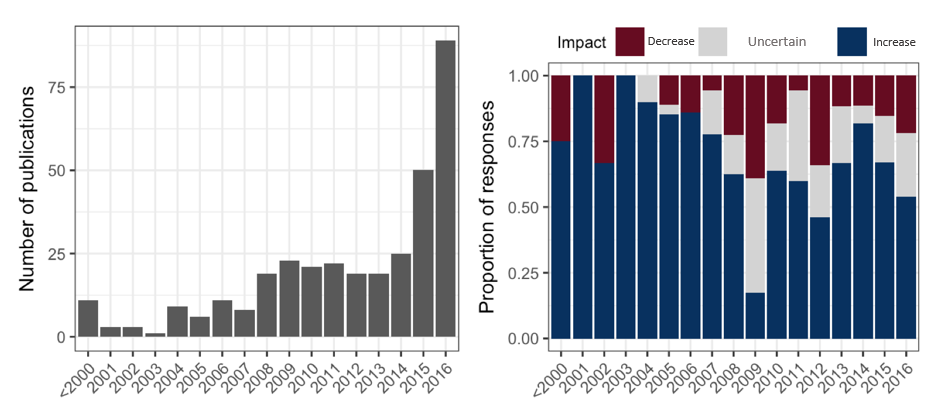 Number of publications
75
50
25
0
<2000 2001 2002 2003 2004 2005 2006 2007 2008 2009 2010 2011 2012 2013 2014 2015 2016
Impact Decrease Uncertain Increase
Proportion of responses
1.00
0.75
0.50
0.25
0.00
<2000 2001 2002 2003 2004 2005 2006 2007 2008 2009 2010 2011 2012 2013 2014 2015 2016